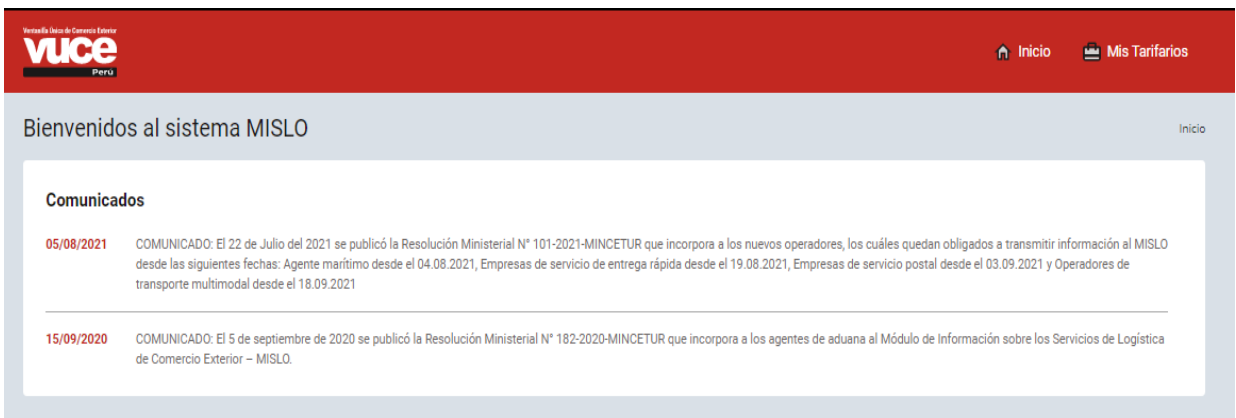 Ventanilla Única de Comercio Exterior
vuce
Perú
Inicio
Mis Tarifarios
Bienvenidos al sistema MISLO
Inicio
Comunicados
05/08/2021
COMUNICADO: El 22 de Julio del 2021 se publicó la Resolución Ministerial N° 101-2021-MINCETUR que incorpora a los nuevos operadores, los cuáles quedan obligados a transmitir información al MISLO
desde las siguientes fechas: Agente marítimo desde el 04.08.2021, Empresas de servicio de entrega rápida desde el 19.08.2021, Empresas de servicio postal desde el 03.09.2021 y Operadores de
transporte multimodal desde el 18.09.2021
15/09/2020
COMUNICADO: El 5 de septiembre de 2020 se publicó la Resolución Ministerial N° 182-2020-MINCETUR que incorpora a los agentes de aduana al Módulo de Información sobre los Servicios de Logística
de Comercio Exterior – MISLO.